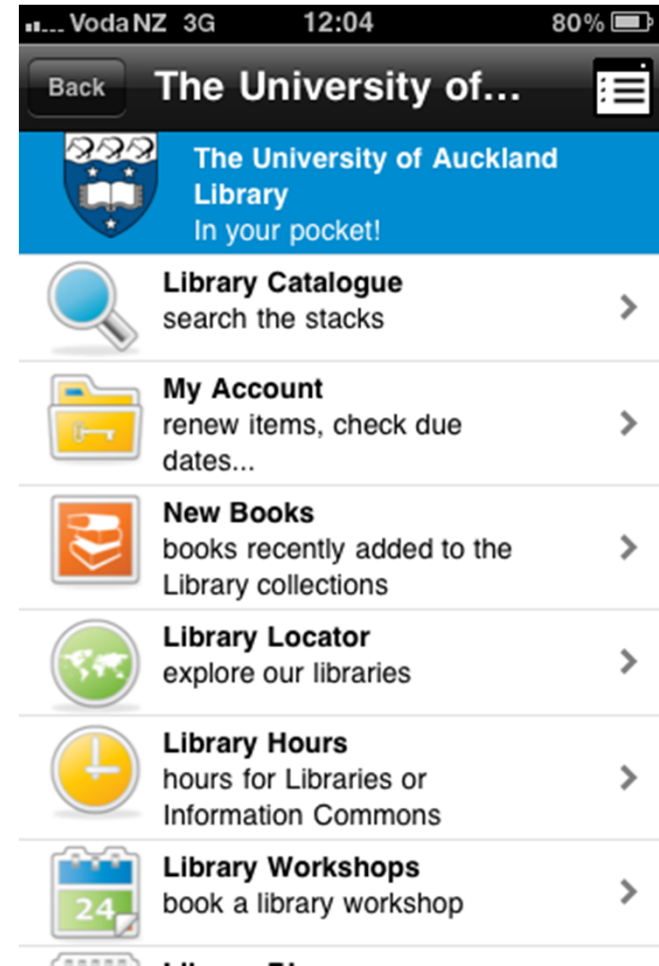 Voda NZ 3G 12:04 80%
Back The University of...
The University of Auckland
Library
In your pocket!
Library Catalogue
search the stacks
My Account
renew items, check due
dates...
New Books
books recently added to the
Library collections
Library Locator
explore our libraries
Library Hours
hours for Libraries or
Information Commons
Library Workshops
24
book a library workshop